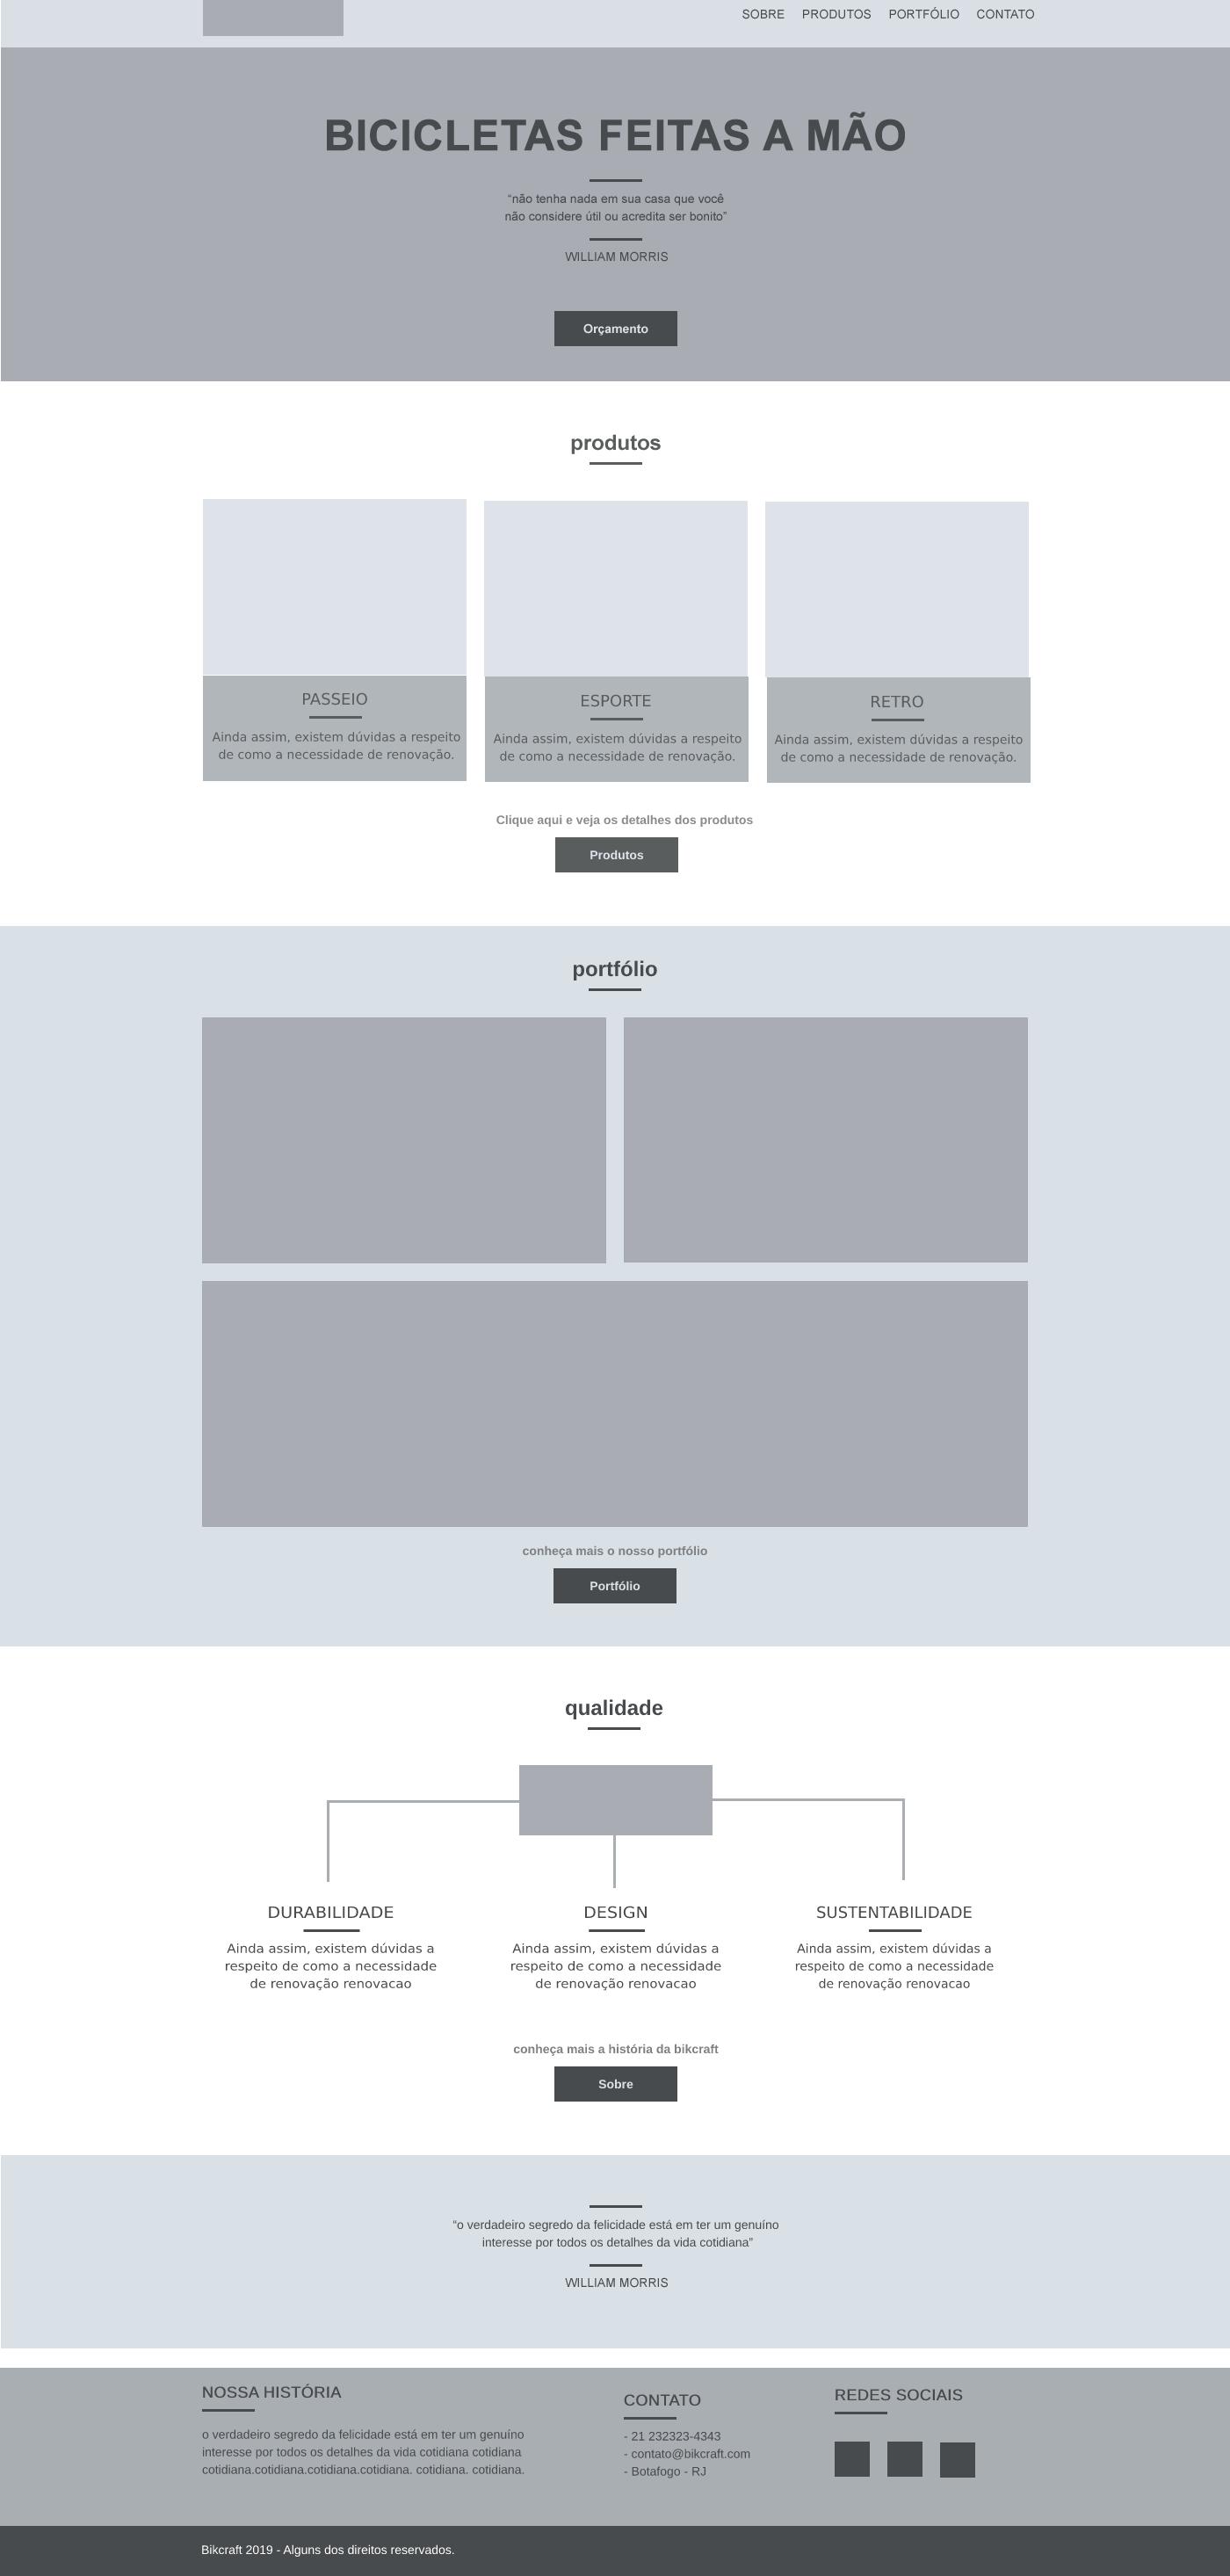 SOBRE PRODUTOS PORTFÓLIO CONTATO
BICICLETAS FEITAS A MÃO
“não tenha nada em sua casa que você
não considere útil ou acredita ser bonito”
WILLIAM MORRIS
Orçamento
produtos
PASSEIO
Ainda assim, existem dúvidas a respeito
de como a necessidade de renovação.
ESPORTE
Ainda assim, existem dúvidas a respeito
de como a necessidade de renovação.
RETRO
Ainda assim, existem dúvidas a respeito
de como a necessidade de renovação.
Clique aqui e veja os detalhes dos produtos
Produtos
portfólio
conheça mais o nosso portfólio
Portfólio
qualidade
DURABILIDADE
Ainda assim, existem dúvidas a
respeito de como a necessidade
de renovação renovacao
DESIGN
Ainda assim, existem dúvidas a
respeito de como a necessidade
de renovação renovacao
SUSTENTABILIDADE
Ainda assim, existem dúvidas a
respeito de como a necessidade
de renovação renovacao
conheça mais a história da bikcraft
Sobre
“o verdadeiro segredo da felicidade está em ter um genuíno
interesse por todos os detalhes da vida cotidiana”
WILLIAM MORRIS
NOSSA HISTÓRIA
o verdadeiro segredo da felicidade está em ter um genuíno
interesse por todos os detalhes da vida cotidiana cotidiana
cotidiana.cotidiana.cotidiana.cotidiana. cotidiana. cotidiana.
CONTATO
- 21 232323-4343
- contato@bikcraft.com
- Botafogo - RJ
REDES SOCIAIS
Bikcraft 2019 - Alguns dos direitos reservados.